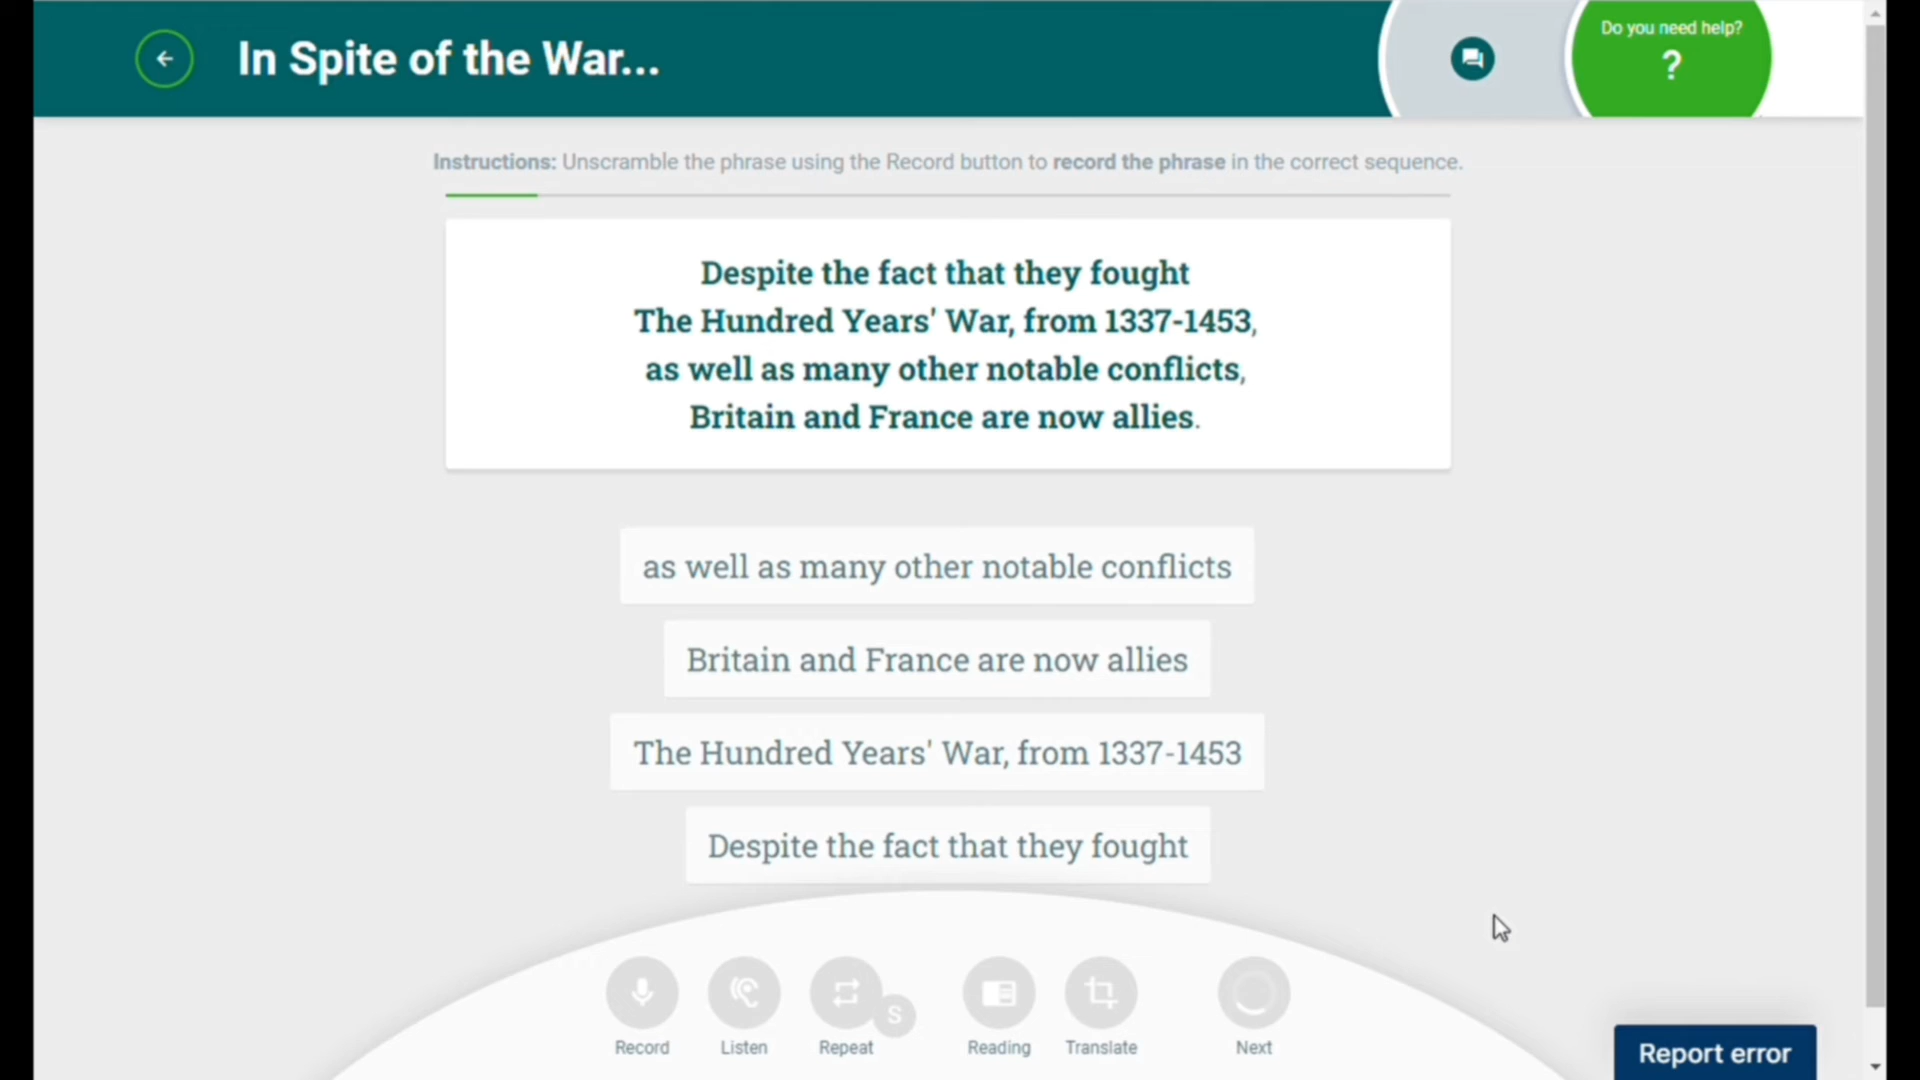 In Spite of the War...
Do you need help?
?
Instructions: Unscramble the phrase using the Record button to record the phrase in the correct sequence.
Despite the fact that they fought
The Hundred Years' War, from 1337-1453,
as well as many other notable conflicts,
Britain and France are now allies.
as well as many other notable conflicts
Britain and France are now allies
The Hundred Years' War, from 1337-1453
Despite the fact that they fought
S
Record
Listen
Repeat
Reading
Translate
Next
Report error